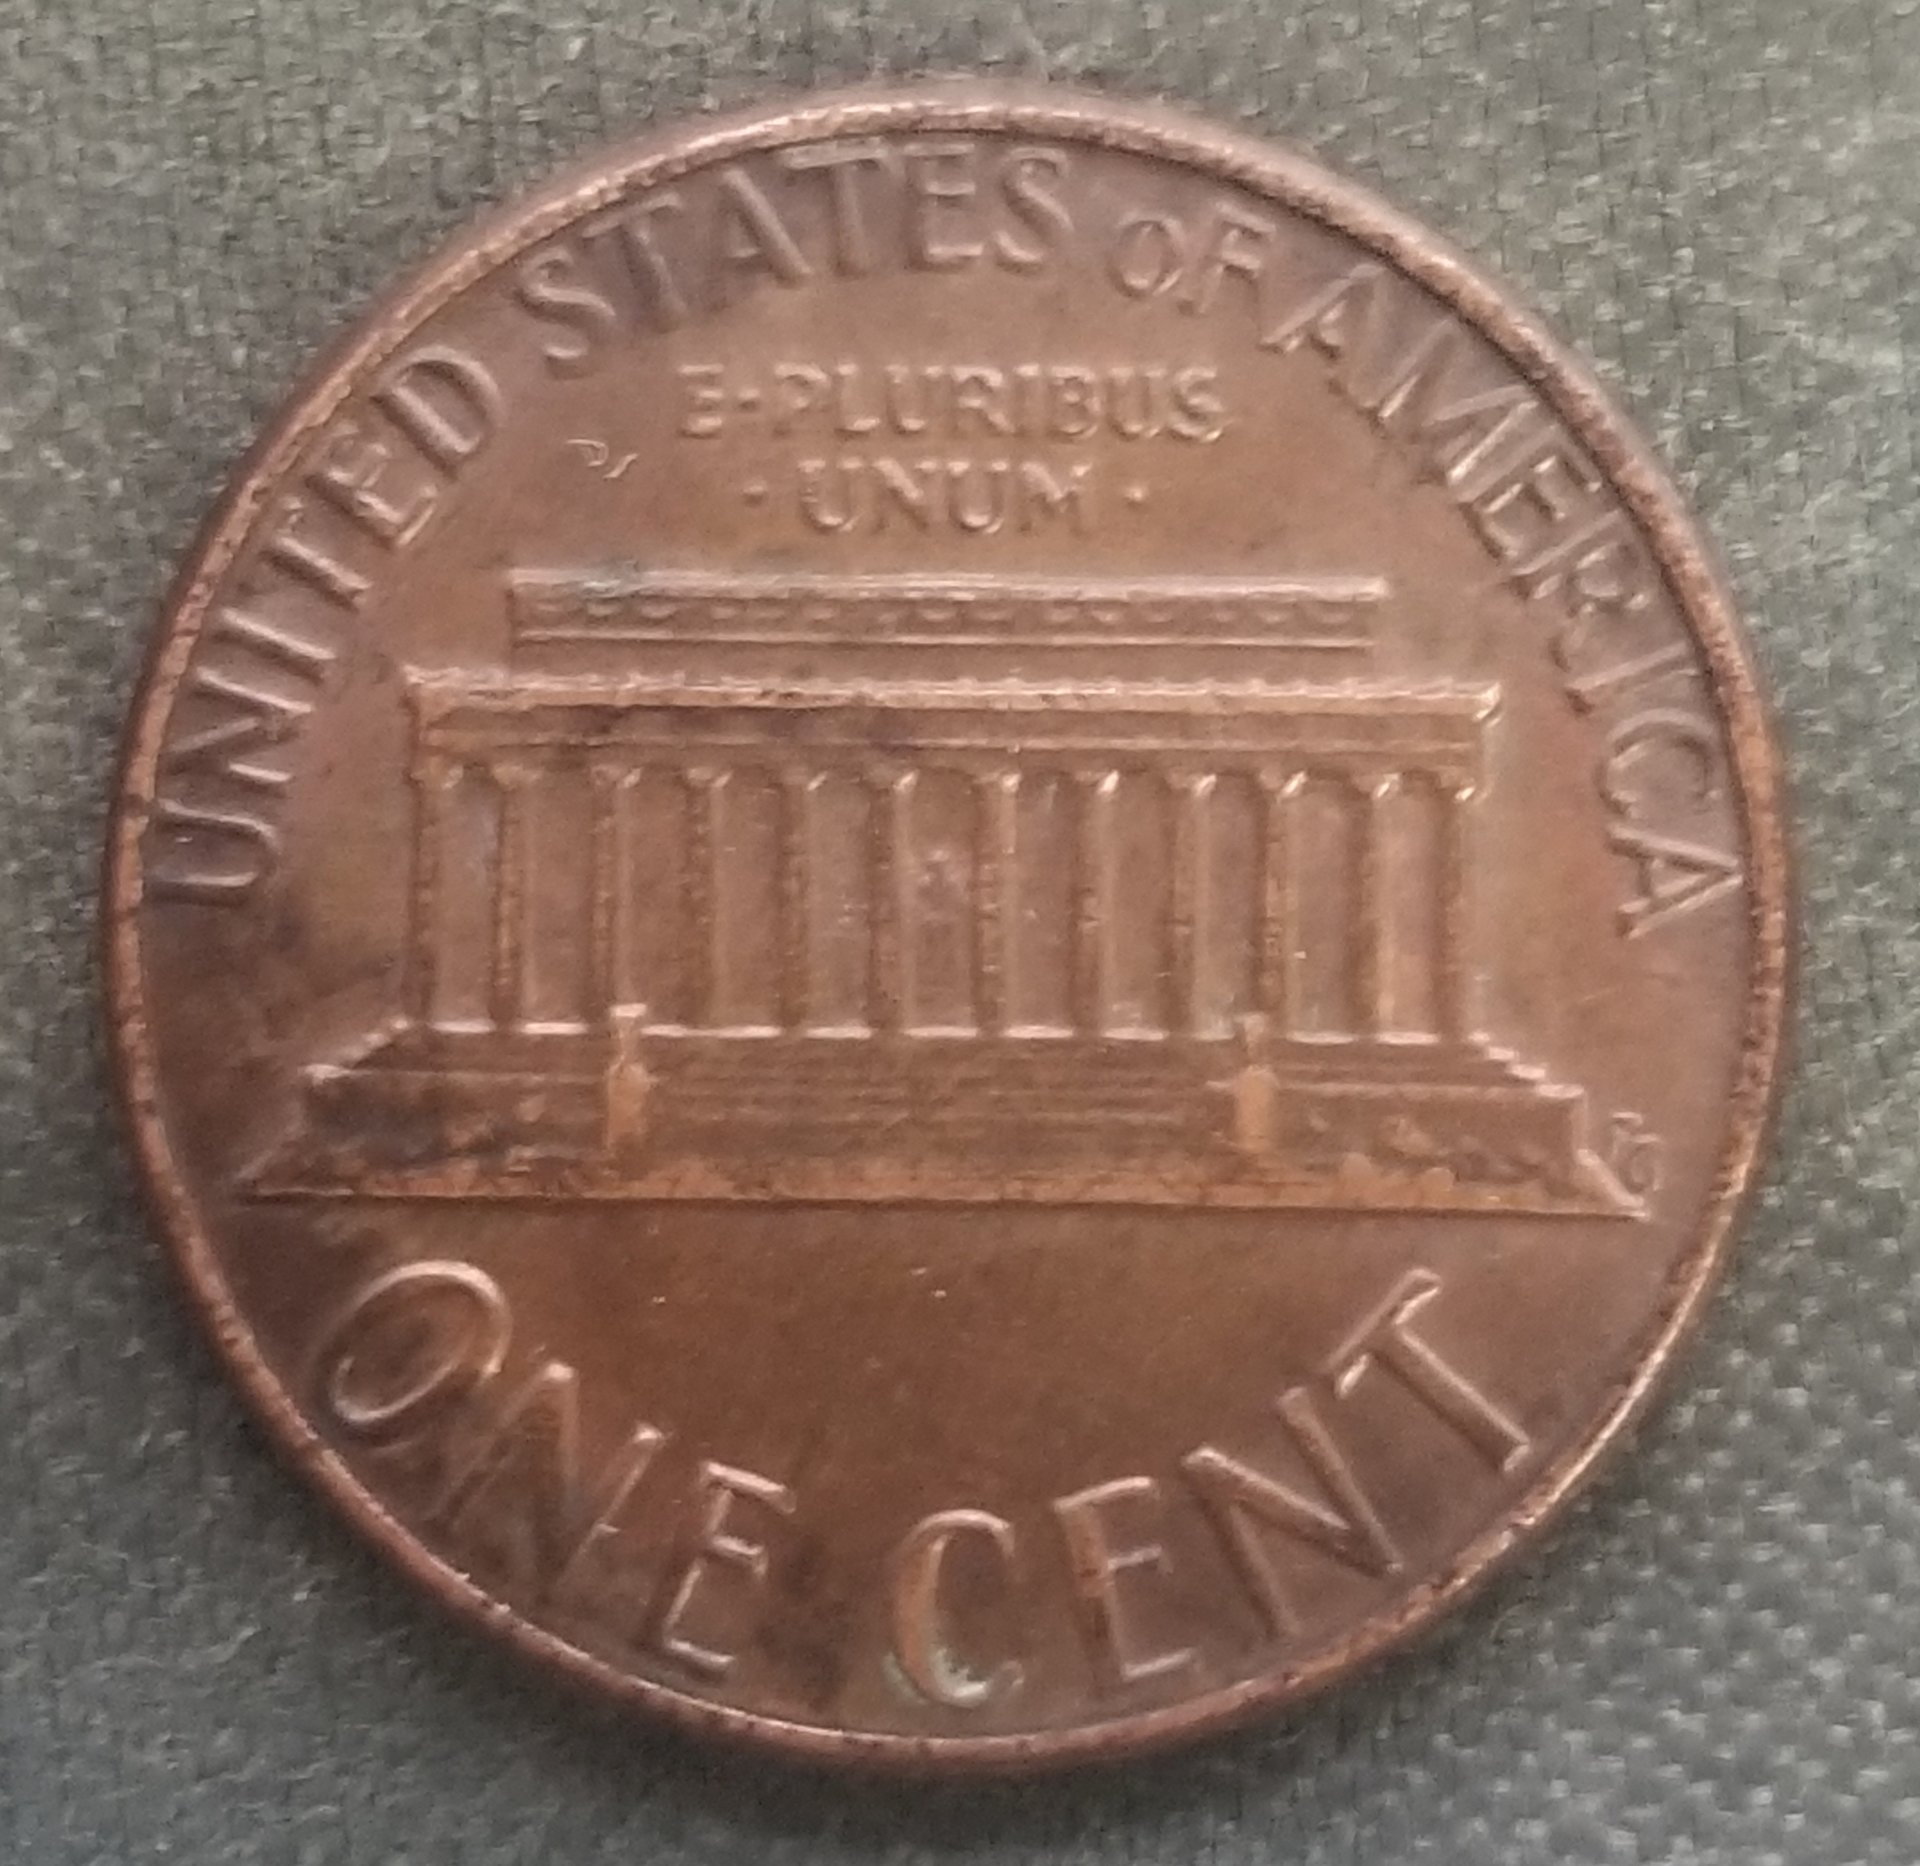 UNITED STATES OF AMERICA
E·PLURIBUS
·UNUM·
ONE CENT